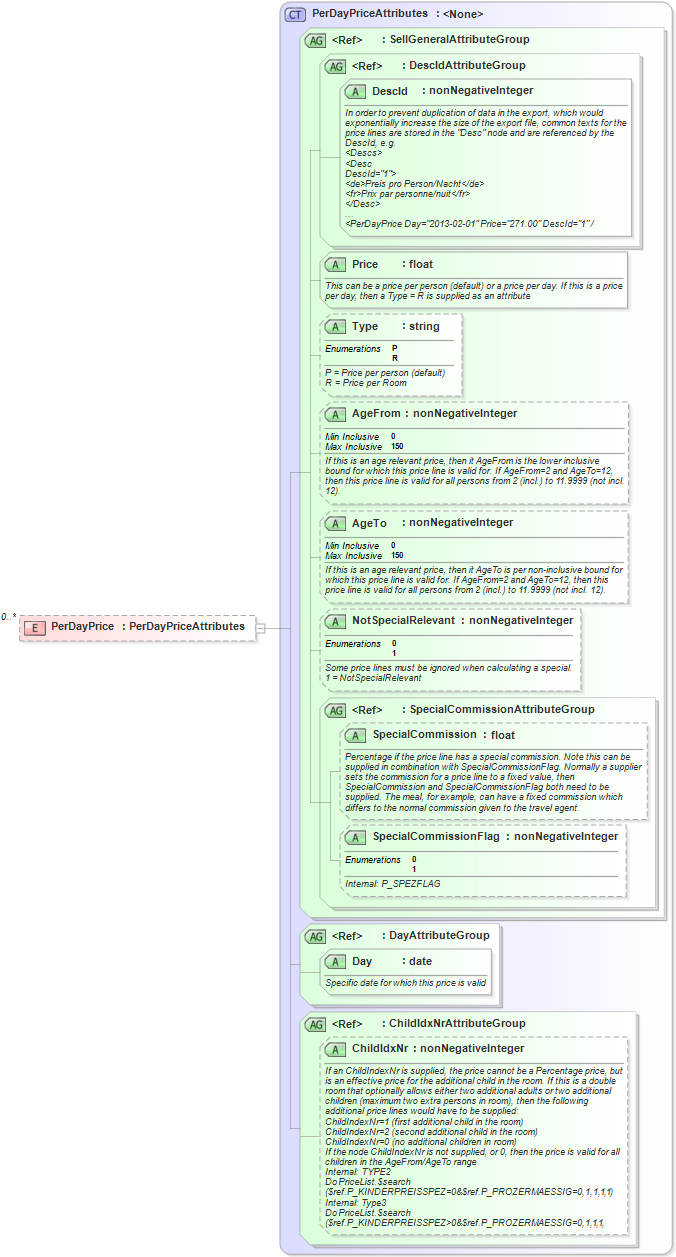 CT PerDayPriceAttributes : <None>
AG <Ref> : SellGeneralAttributeGroup
AG <Ref> : DescIdAttributeGroup
A DescId : nonNegativeInteger
In order to prevent duplication of data in the export, which would
exponentially increase the size of the export file, common texts for the
price lines are stored in the "Desc" node and are referenced by the
DescId, e.g.
<Descs>
<Desc
DescId="1">
<de>Preis pro Person/Nacht</de>
<fr>Prix par personne/nuit</fr>
</Desc>
...
<PerDayPrice Day="2013-02-01" Price="271.00" DescId="1" /
A Price : float
This can be a price per person (default) or a price per day. If this is a price
per day, then a Type = R is supplied as an attribute
A Type : string
Enumerations P
R
P = Price per person (default)
R = Price per Room
A AgeFrom : nonNegativeInteger
Min Inclusive 0
Max Inclusive 150
If this is an age relevant price, then it AgeFrom is the lower inclusive
bound for which this price line is valid for. If AgeFrom=2 and AgeTo=12,
then this price line is valid for all persons from 2 (incl.) to 11.9999 (not incl.
12).
A AgeTo : nonNegativeInteger
Min Inclusive 0
Max Inclusive 150
If this is an age relevant price, then it AgeTo is per non-inclusive bound for
which this price line is valid for. If AgeFrom=2 and AgeTo=12, then this
price line is valid for all persons from 2 (incl.) to 11.9999 (not incl. 12).
0..*
E PerDayPrice : PerDayPriceAttributes
A NotSpecialRelevant : nonNegativeInteger
Enumerations 0
1
Some price lines must be ignored when calculating a special.
1 = NotSpecialRelevant
AG <Ref> : SpecialCommissionAttributeGroup
A SpecialCommission : float
Percentage if the price line has a special commission. Note this can be
supplied in combination with SpecialCommissionFlag. Normally a supplier
sets the commission for a price line to a fixed value, then
SpecialCommission and SpecialCommissionFlag both need to be
supplied. The meal, for example, can have a fixed commission which
differs to the normal commission given to the travel agent.
A SpecialCommissionFlag : nonNegativeInteger
Enumerations 0
1
Internal: P_SPEZFLAG
AG <Ref> : DayAttributeGroup
A Day : date
Specific date for which this price is valid
AG <Ref> : ChildIdxNrAttributeGroup
A ChildIdxNr : nonNegativeInteger
If an ChildIndexNr is supplied, the price cannot be a Percentage price, but
is an effective price for the additional child in the room. If this is a double
room that optionally allows either two additional adults or two additional
children (maximum two extra persons in room), then the following
additional price lines would have to be supplied:
ChildIndexNr=1 (first additional child in the room)
ChildIndexNr=2 (second additional child in the room)
ChildIndexNr=0 (no additional children in room)
If the node ChildIndexNr is not supplied, or 0, then the price is valid for all
children in the AgeFrom/AgeTo range
Internal: TYPE2
DoPriceList.$search
($ref.P_KINDERPREISSPEZ=0&$ref.P_PROZERMAESSIG=0,1,1,1,1)
Internal: Type3
DoPriceList.$search
($ref.P_KINDERPREISSPEZ>0&$ref.P_PROZERMAESSIG=0,1,1,1,